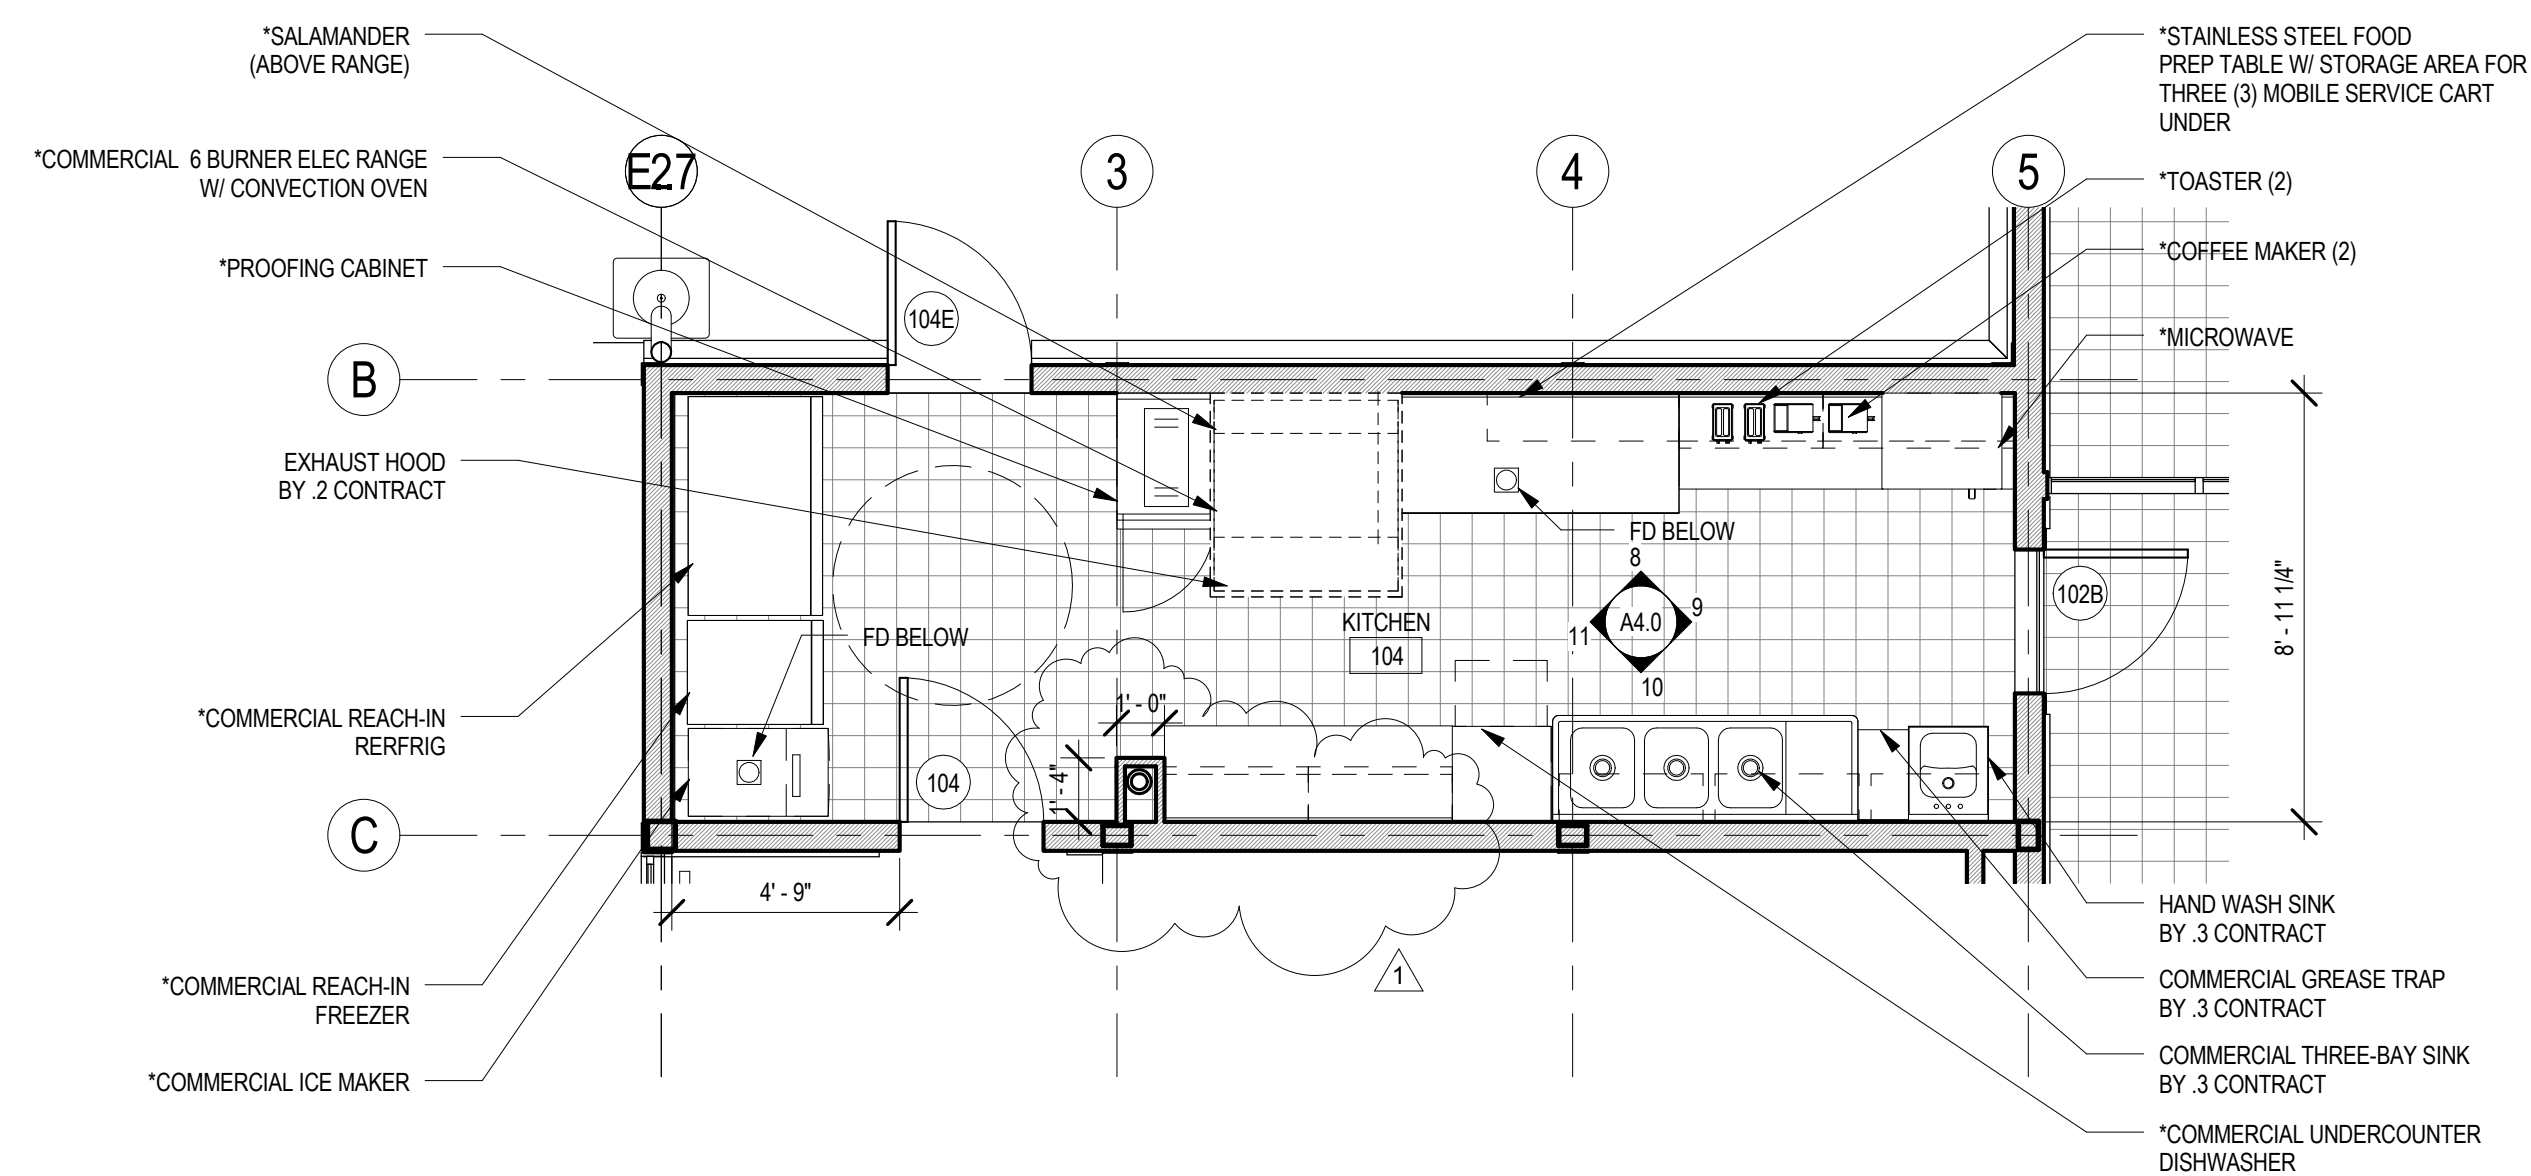 *SALAMANDER
(ABOVE RANGE)
*COMMERCIAL  6 BURNER ELEC RANGE
W/ CONVECTION OVEN
*PROOFING CABINET
EXHAUST HOOD
BY .2 CONTRACT
*COMMERCIAL REACH-IN
RERFRIG
*COMMERCIAL REACH-IN
FREEZER
*COMMERCIAL ICE MAKER
3
4
5
B
C
104E
FD BELOW
FD BELOW
8
9
A4.0
11
10
KITCHEN
104
102B
1' - 0"
1' - 4"
104
4' - 9"
1
8' - 11 1/4"
*STAINLESS STEEL FOOD
PREP TABLE W/ STORAGE AREA FOR
THREE (3) MOBILE SERVICE CART
UNDER
*TOASTER (2)
*COFFEE MAKER (2)
*MICROWAVE
HAND WASH SINK
BY .3 CONTRACT
COMMERCIAL GREASE TRAP
BY .3 CONTRACT
COMMERCIAL THREE-BAY SINK
BY .3 CONTRACT
*COMMERCIAL UNDERCOUNTER
DISHWASHER